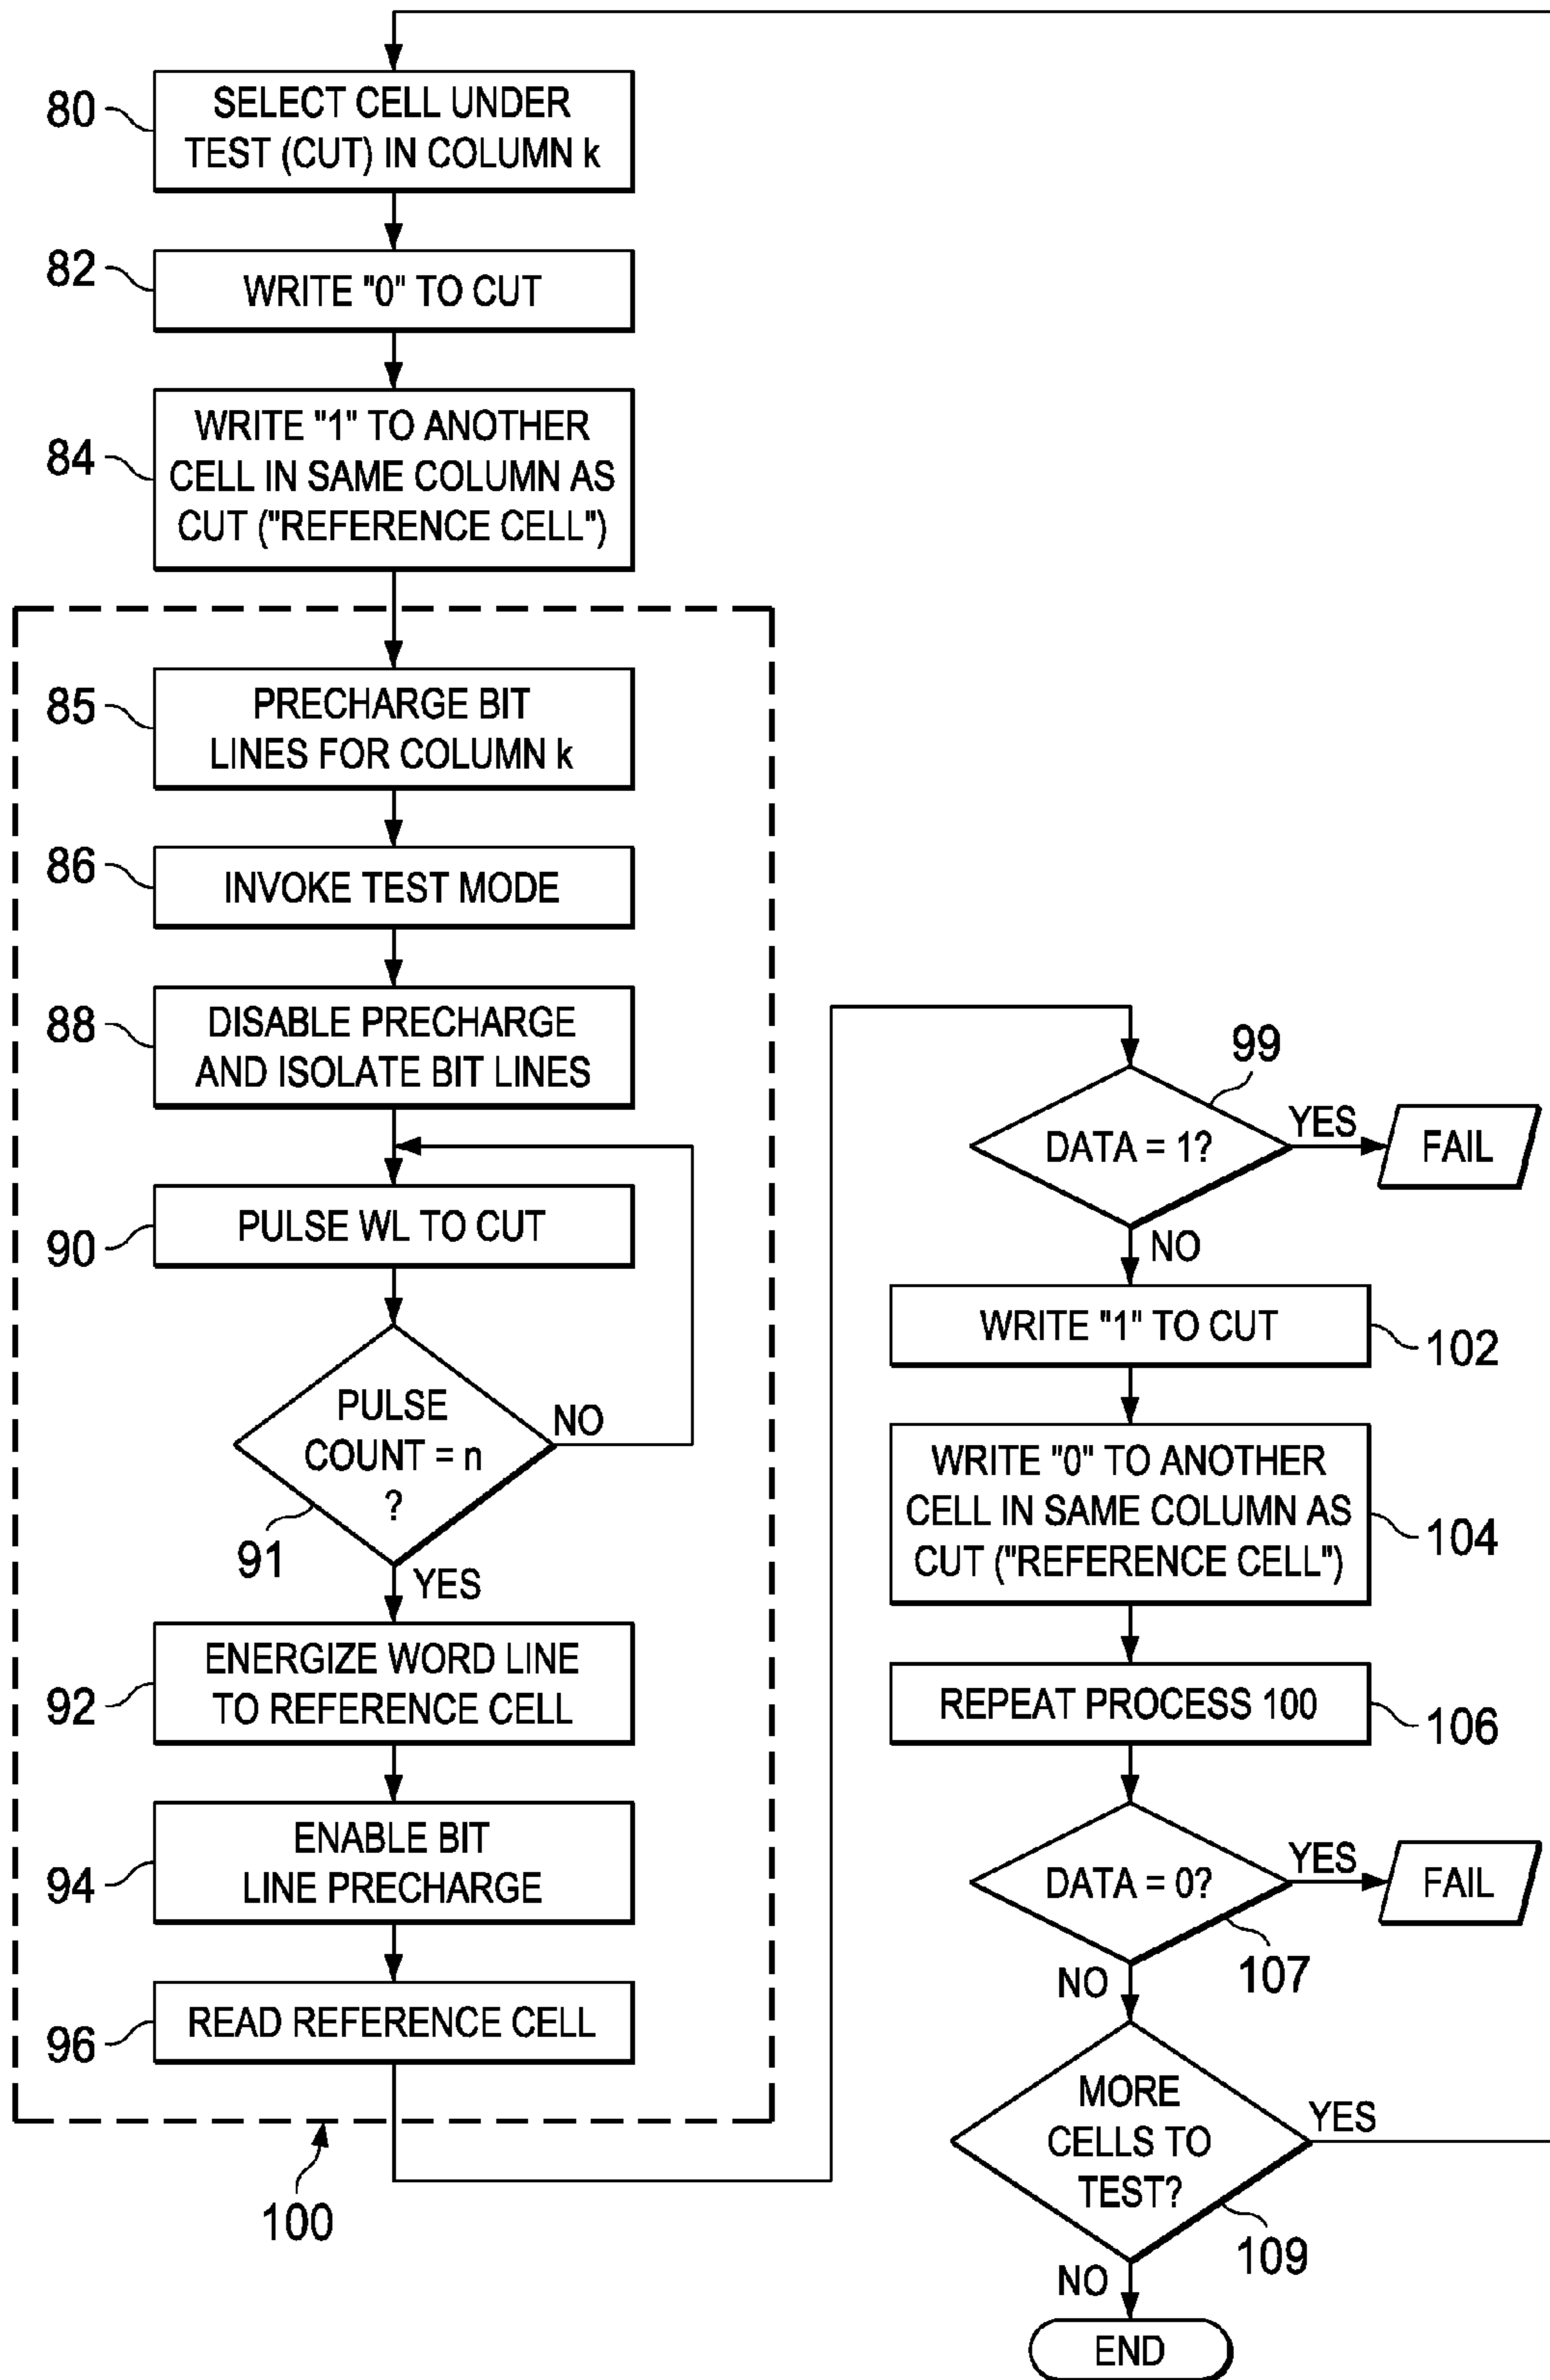 80
SELECT CELL UNDER
TEST (CUT) IN COLUMN k
82
WRITE "0" TO CUT
84
WRITE "1" TO ANOTHER
CELL IN SAME COLUMN AS
CUT ("REFERENCE CELL")
85
PRECHARGE BIT
LINES FOR COLUMN k
86
INVOKE TEST MODE
88
DISABLE PRECHARGE
AND ISOLATE BIT LINES
90
PULSE WL TO CUT
PULSE
COUNT = n
?
NO
91
YES
92
ENERGIZE WORD LINE
TO REFERENCE CELL
94
ENABLE BIT
LINE PRECHARGE
96
READ REFERENCE CELL
100
99
DATA = 1?
YES
FAIL
NO
WRITE "1" TO CUT
102
WRITE "0" TO ANOTHER
CELL IN SAME COLUMN AS
CUT ("REFERENCE CELL")
104
REPEAT PROCESS 100
106
DATA = 0?
YES
FAIL
107
NO
MORE
CELLS TO
TEST?
YES
109
NO
END